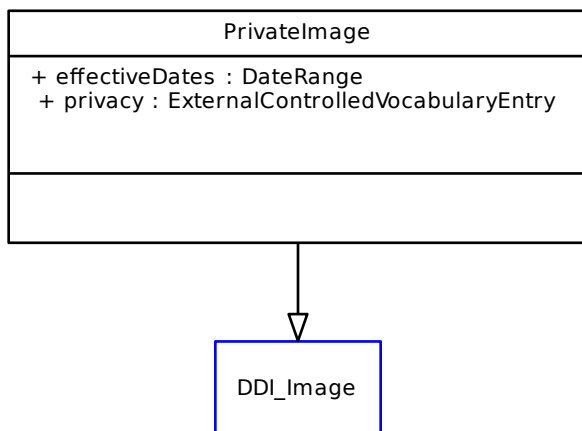 PrivateImage
+ effectiveDates : DateRange
+ privacy : ExternalControlledVocabularyEntry
DDI_Image